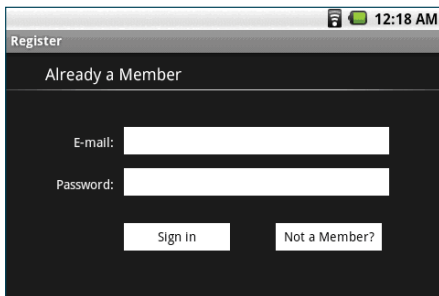 12:18 AM
Register
Already a Member
E-mail:
Password:
Sign in Not a Member?